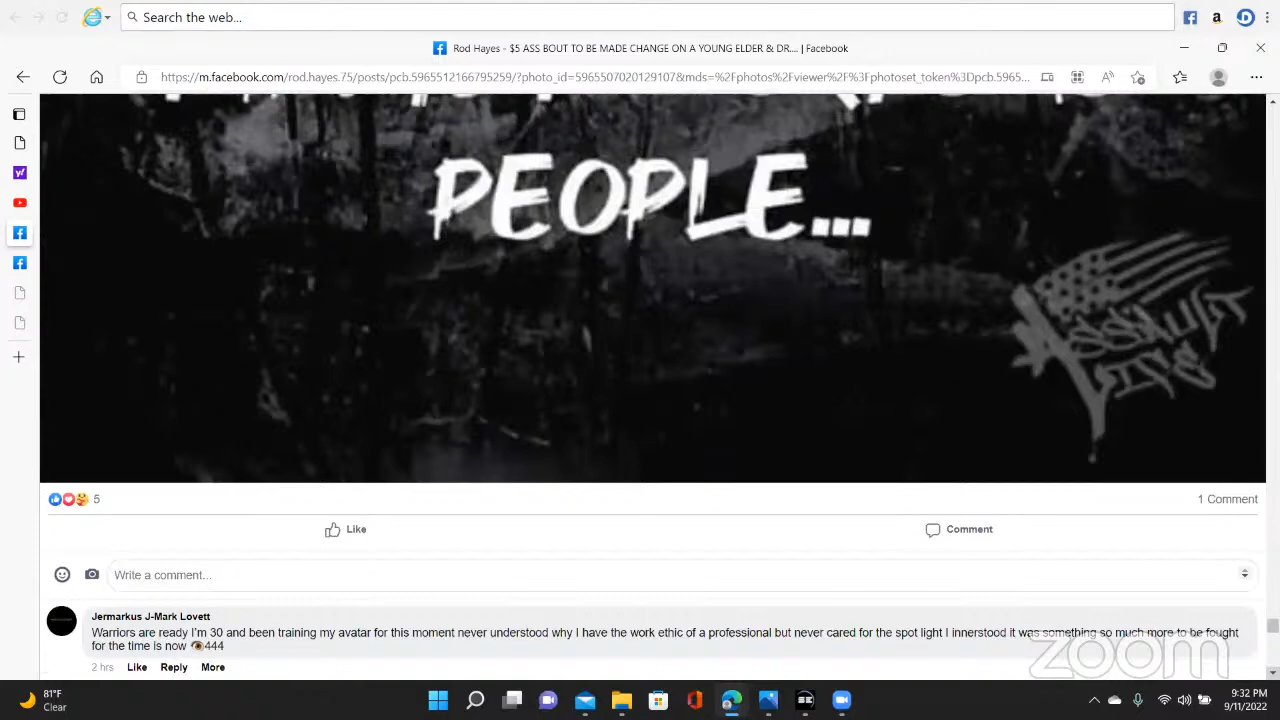 Search the web...
Rod Hayes - $5 ASS BOUT TO BE MADE CHANGE ON A YOUNG ELDER & DR.... | Facebook
https://m.facebook.com/rod.hayes.75/posts/pcb.5965512166795259/?photo_id=5965507020129107&mds=%2Fphotos%2Fviewer%2F%3Fphotoset_token%3Dpcb.5965...
PEOPLE...
5
1 Comment
Like
Comment
Write a comment...
Jermarkus J-Mark Lovett
Warriors are ready I'm 30 and been training my avatar for this moment never understood why I have the work ethic of a professional but never cared for the spot light I innerstood it was something so much more to be fought
for the time is now 👁444
2 hrs Like Reply More
zoom
81°F
Clear
9:32 PM
9/11/2022